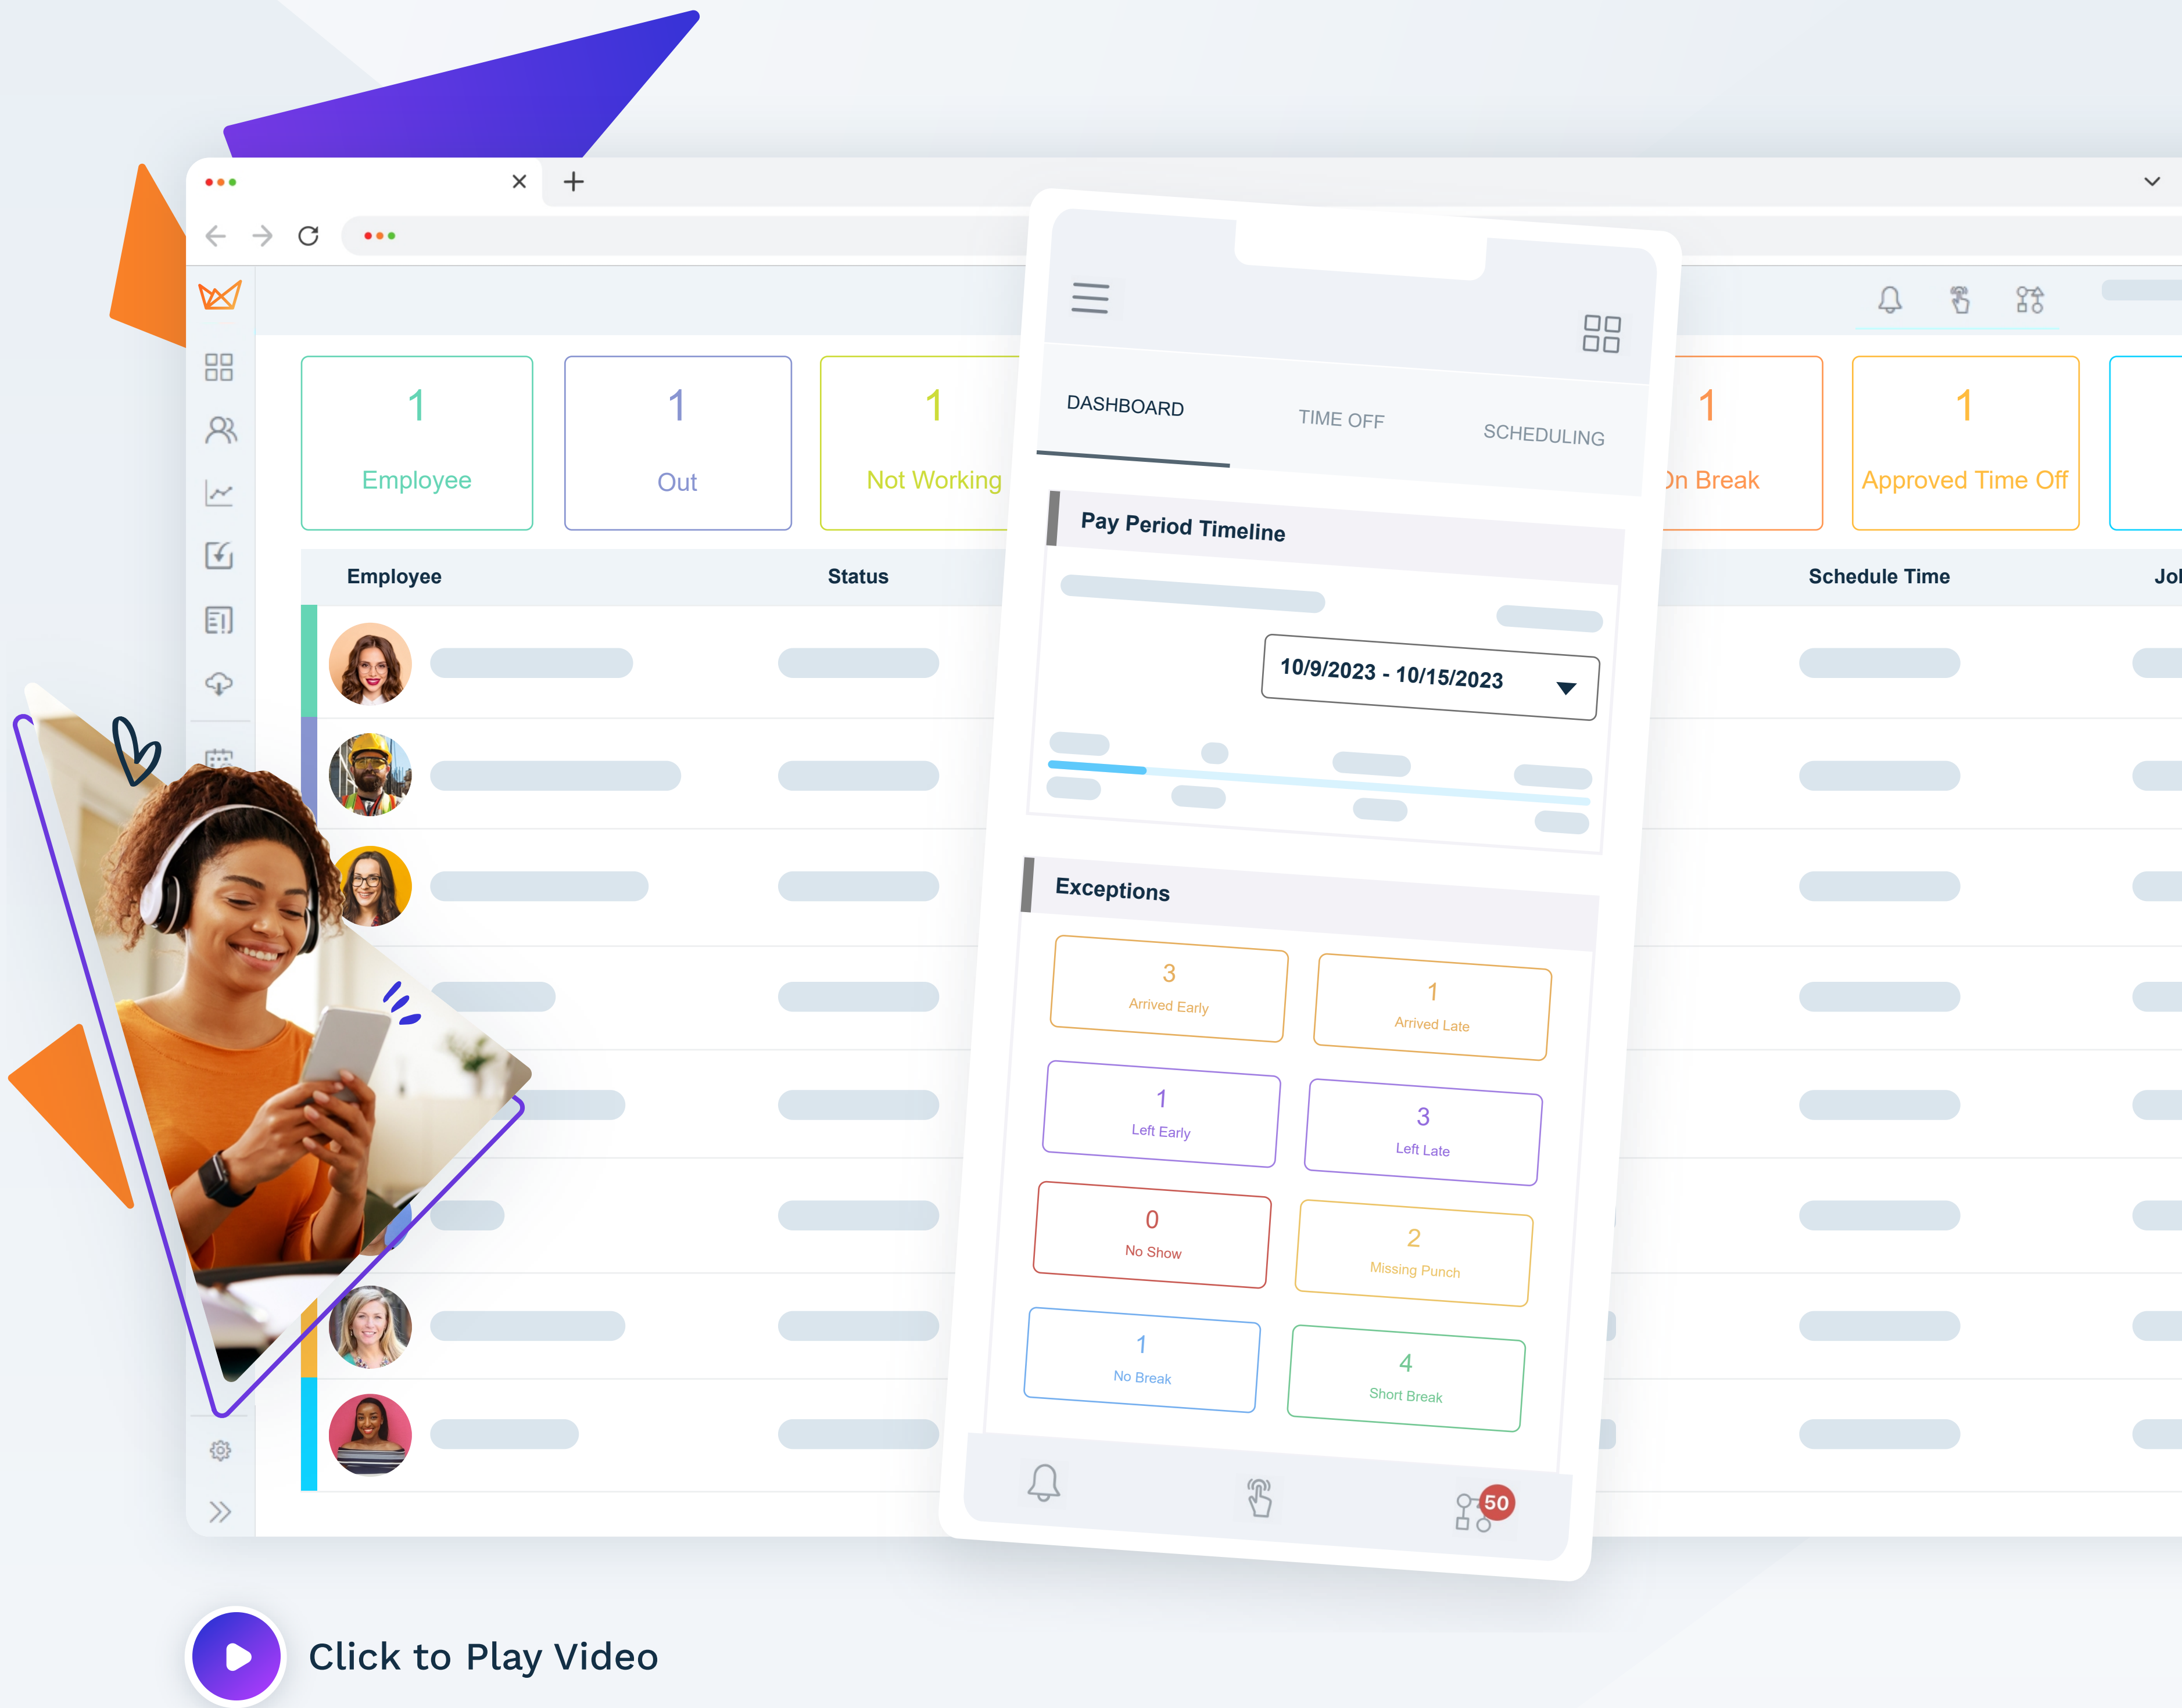 1
Employee
1
Out
1
Not Working
1
On Break
1
Approved Time Off
Employee
Status
Schedule Time
DASHBOARD
TIME OFF
SCHEDULING
Pay Period Timeline
10/9/2023 - 10/15/2023
Exceptions
3
Arrived Early
1
Arrived Late
1
Left Early
3
Left Late
0
No Show
2
Missing Punch
1
No Break
4
Short Break
50
Click to Play Video